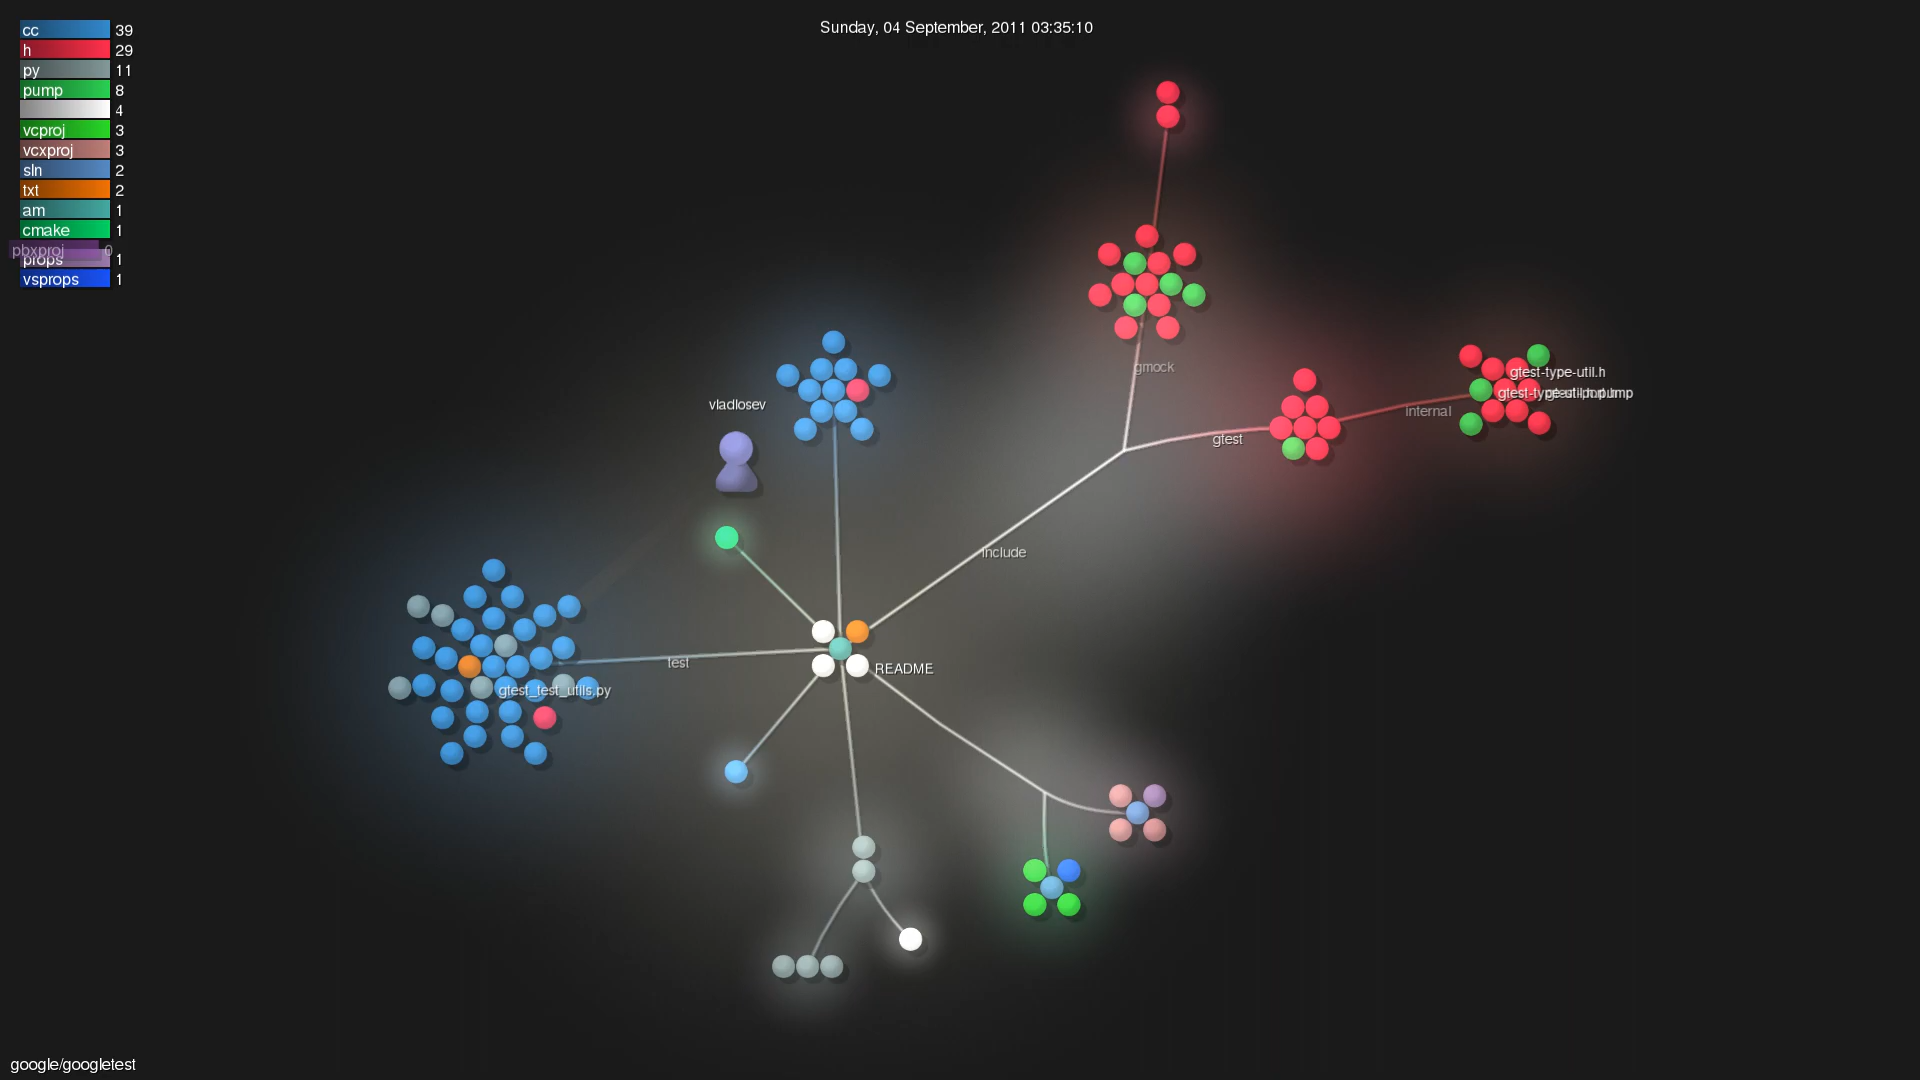 Sunday, 04 September, 2011 03:35:10
cc 39
h 29
py 11
pump 8
4
vcproj 3
vcxproj 3
sln 2
txt 2
am 1
cmake 1
pbxproj 0
props 1
vsprops 1
gmock
gtest-type-util.h
vladlosev
internal
gtest
include
test
README
gtest_test_utils.py
google/googletest